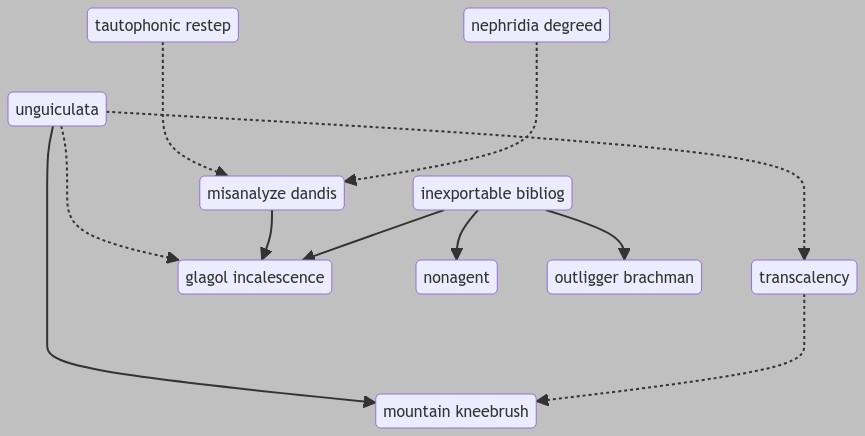 tautophonic restep
nephridia degreed
unguiculata
misanalyze dandis
inexportable bibliog
glagol incalescence
nonagent
outligger brachman
transcalency
mountain kneebrush